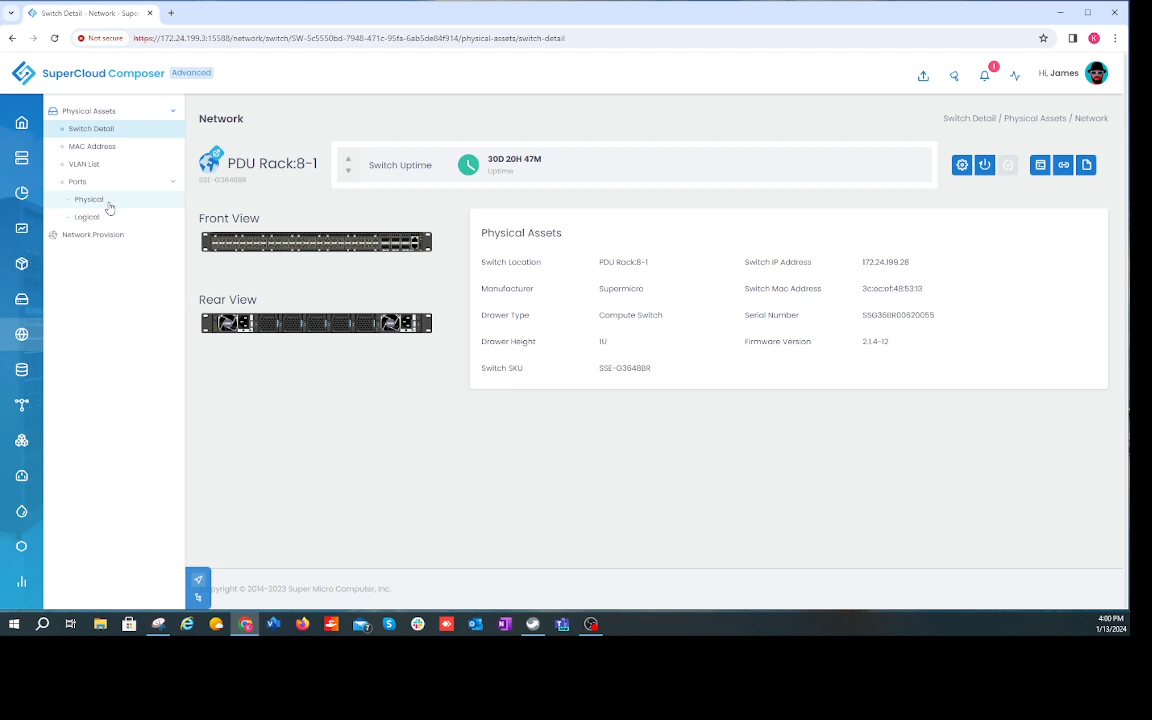 Switch Detail - Network - Supe
Not secure https://172.24.199.3:15588/network/switch/SW-5c5550bd-7948-471c-95fa-6ab5de84f914/physical-assets/switch-detail
K
SuperCloud Composer Advanced
1
Hi, James
Physical Assets
Switch Detail
MAC Address
VLAN List
Ports
Physical
Logical
Network Provision
Network
Switch Detail / Physical Assets / Network
PDU Rack:8-1
SSE-G3648BR
Switch Uptime
30D 20H 47M
Uptime
Front View
Rear View
Physical Assets
Switch Location PDU Rack:8-1 Switch IP Address 172.24.199.28
Manufacturer Supermicro Switch Mac Address 3c:ec:ef:48:53:13
Drawer Type Compute Switch Serial Number SSG368R00620055
Drawer Height 1U Firmware Version 2.1.4-12
Switch SKU SSE-G3648BR
pyright © 2014-2023 Super Micro Computer, Inc.
4:00 PM
1/13/2024